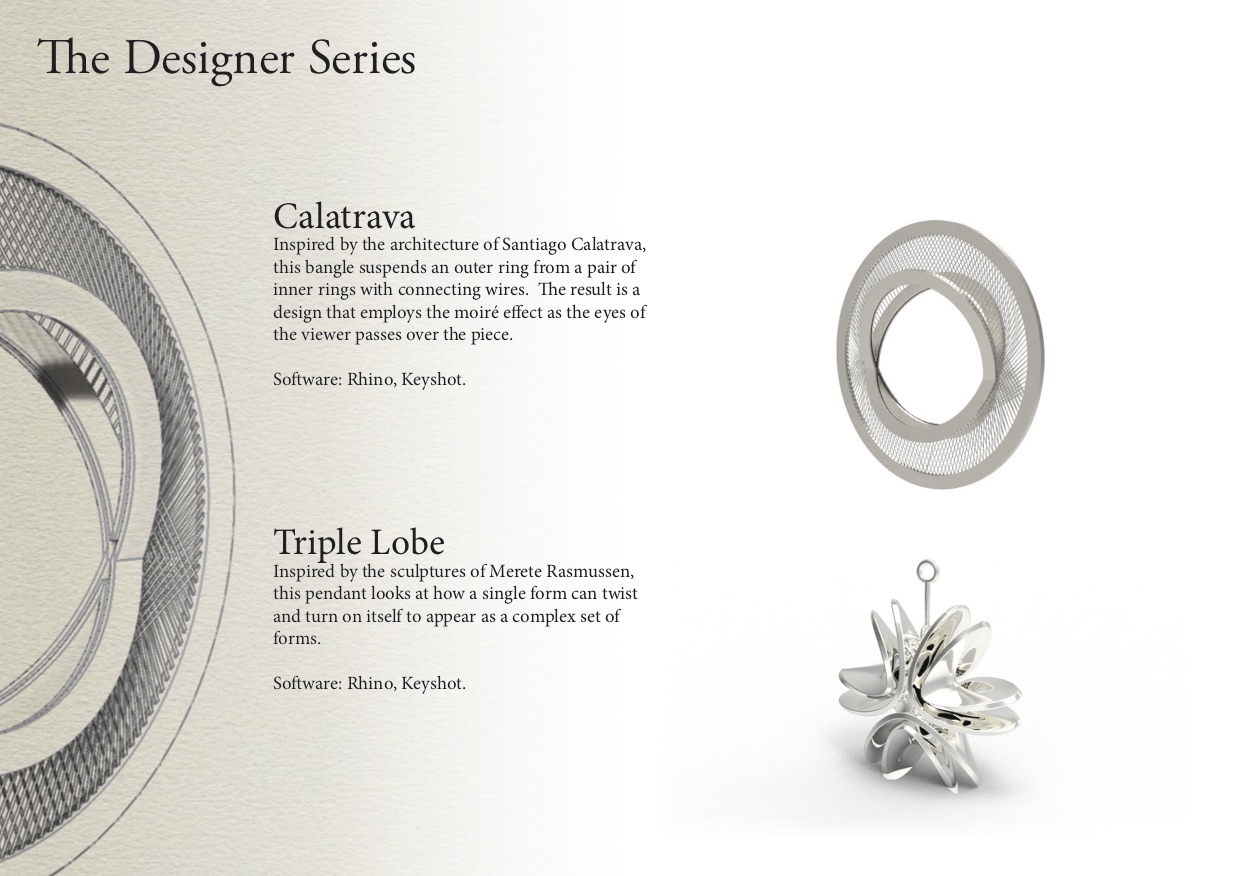 The Designer Series
Calatrava
Inspired by the architecture of Santiago Calatrava,
this bangle suspends an outer ring from a pair of
inner rings with connecting wires.  The result is a
design that employs the moiré effect as the eyes of
the viewer passes over the piece.
Software: Rhino, Keyshot.
Triple Lobe
Inspired by the sculptures of Merete Rasmussen,
this pendant looks at how a single form can twist
and turn on itself to appear as a complex set of
forms.
Software: Rhino, Keyshot.